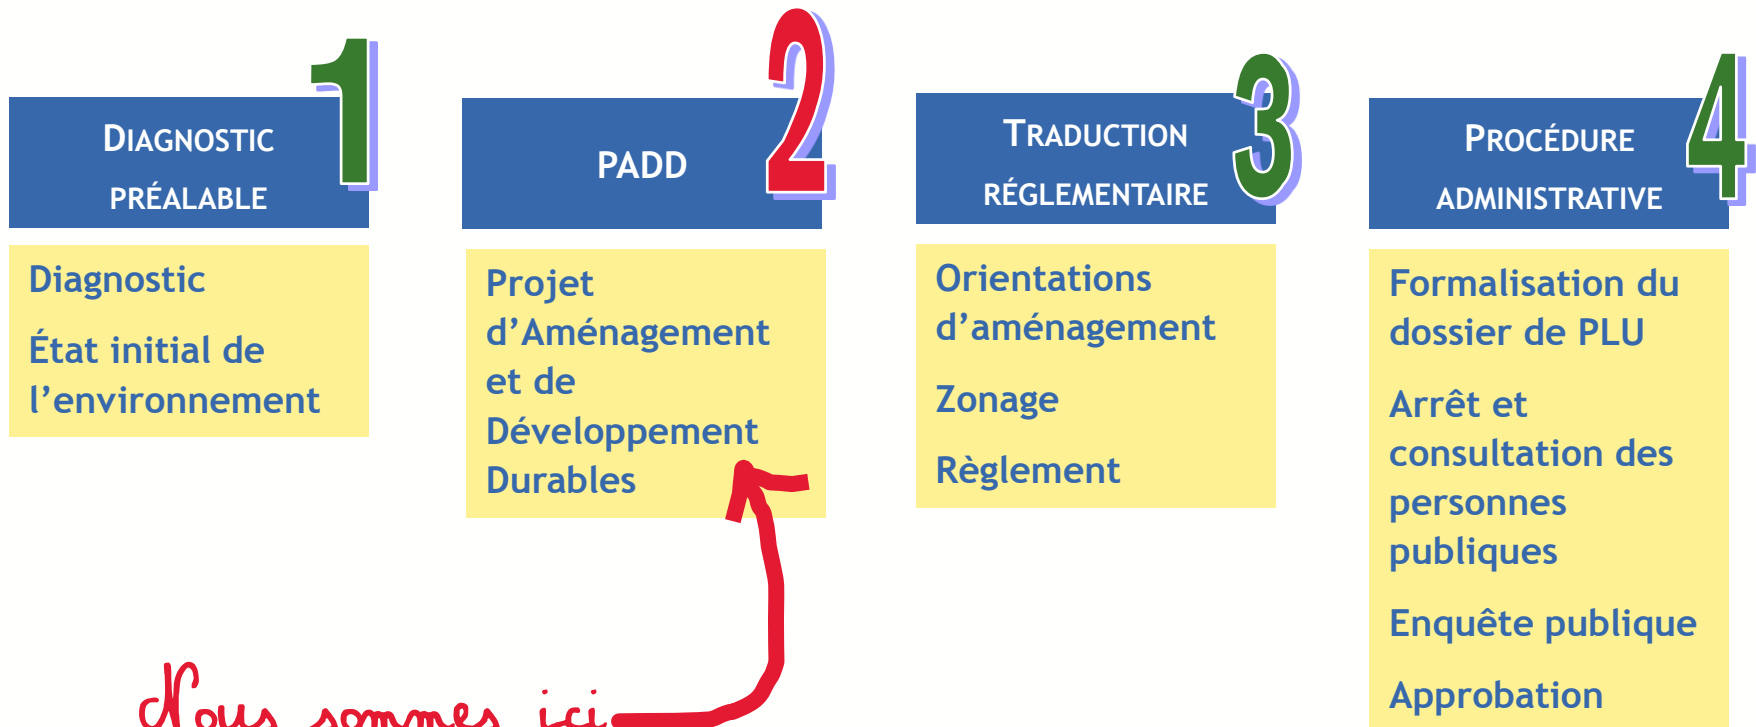 1
DIAGNOSTIC
PRÉALABLE
Diagnostic
État initial de
l’environnement
2
PADD
Projet
d’Aménagement
et de
Développement
Durables
3
TRADUCTION
RÉGLEMENTAIRE
Orientations
d’aménagement
Zonage
Règlement
4
PROCÉDURE
ADMINISTRATIVE
Formalisation du
dossier de PLU
Arrêt et
consultation des
personnes
publiques
Enquête publique
Approbation
Nous sommes ici